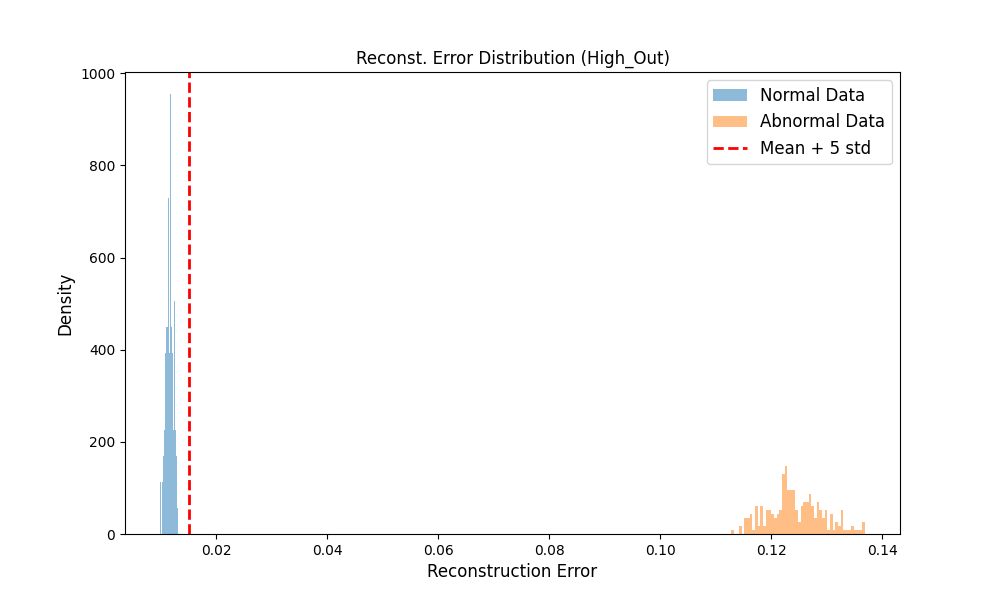 Reconst. Error Distribution (High_Out)
1000
800
600
400
200
0
Density
Normal Data
Abnormal Data
Mean + 5 std
0.02
0.04
0.06
0.08
0.10
0.12
0.14
Reconstruction Error